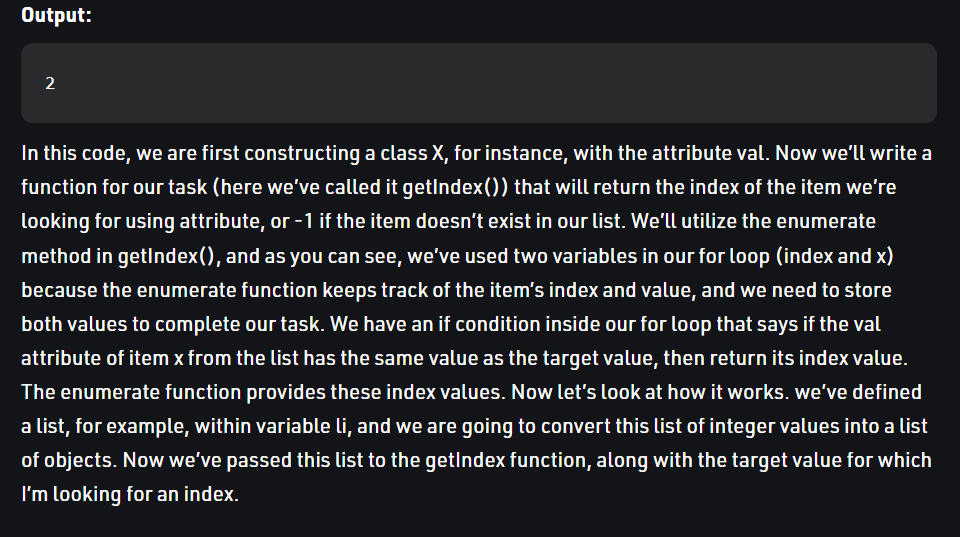 Output:
2
In this code, we are first constructing a class X, for instance, with the attribute val. Now we’ll write a
function for our task (here we’ve called it getIndex()) that will return the index of the item we’re
looking for using attribute, or -1 if the item doesn’t exist in our list. We’ll utilize the enumerate
method in getIndex(), and as you can see, we’ve used two variables in our for loop (index and x)
because the enumerate function keeps track of the item’s index and value, and we need to store
both values to complete our task. We have an if condition inside our for loop that says if the val
attribute of item x from the list has the same value as the target value, then return its index value.
The enumerate function provides these index values. Now let’s look at how it works. we’ve defined
a list, for example, within variable li, and we are going to convert this list of integer values into a list
of objects. Now we’ve passed this list to the getIndex function, along with the target value for which
I’m looking for an index.